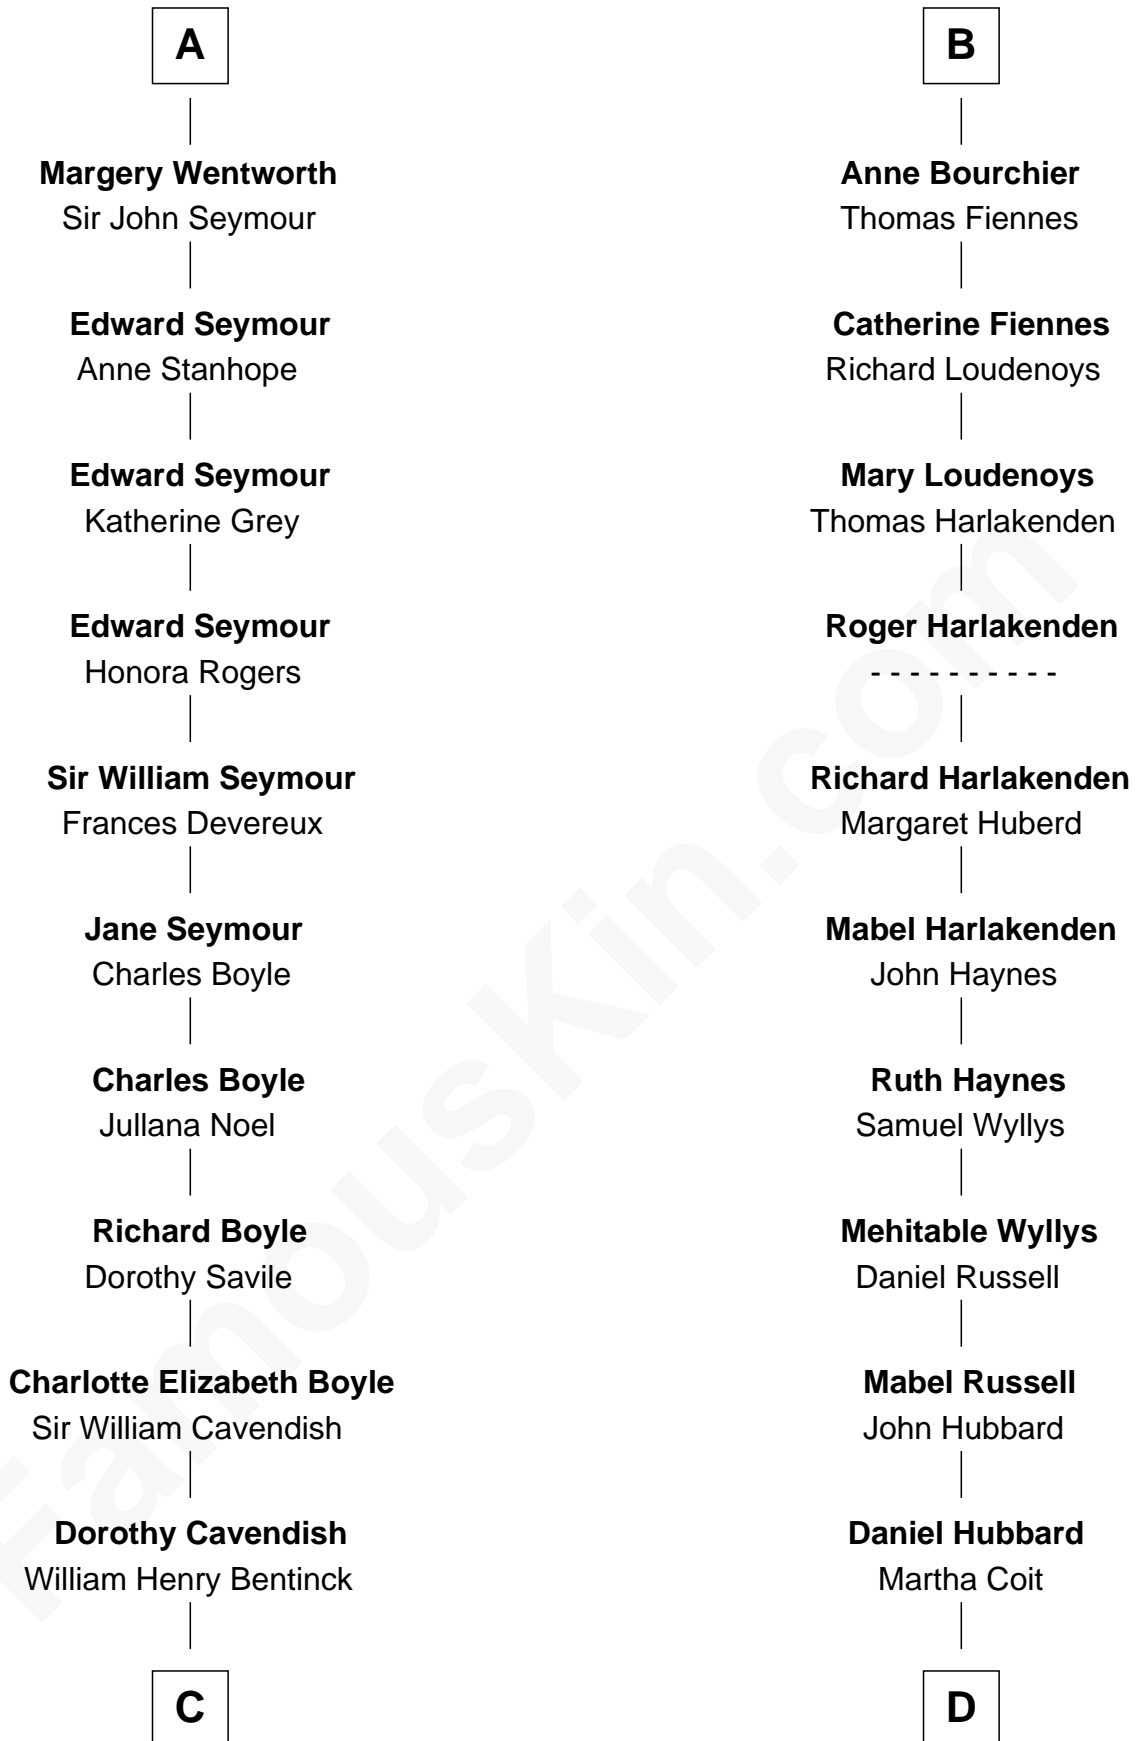 A
Margery Wentworth
Sir John Seymour
Edward Seymour
Anne Stanhope
Edward Seymour
Katherine Grey
Edward Seymour
Honora Rogers
Sir William Seymour
Frances Devereux
Jane Seymour
Charles Boyle
Charles Boyle
Jullana Noel
Richard Boyle
Dorothy Savile
Charlotte Elizabeth Boyle
Sir William Cavendish
Dorothy Cavendish
William Henry Bentinck
C
B
Anne Bourchier
Thomas Fiennes
Catherine Fiennes
Richard Loudenoys
Mary Loudenoys
Thomas Harlakenden
Roger Harlakenden
- - - - - - - - - -
Richard Harlakenden
Margaret Huberd
Mabel Harlakenden
John Haynes
Ruth Haynes
Samuel Wyllys
Mehitable Wyllys
Daniel Russell
Mabel Russell
John Hubbard
Daniel Hubbard
Martha Coit
D
FamousKin.com